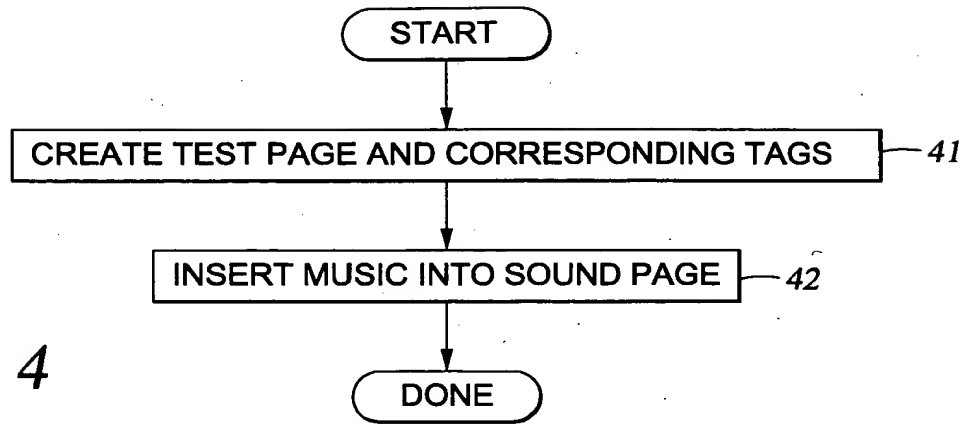 START
CREATE TEST PAGE AND CORRESPONDING TAGS 41
INSERT MUSIC INTO SOUND PAGE 42
4
DONE